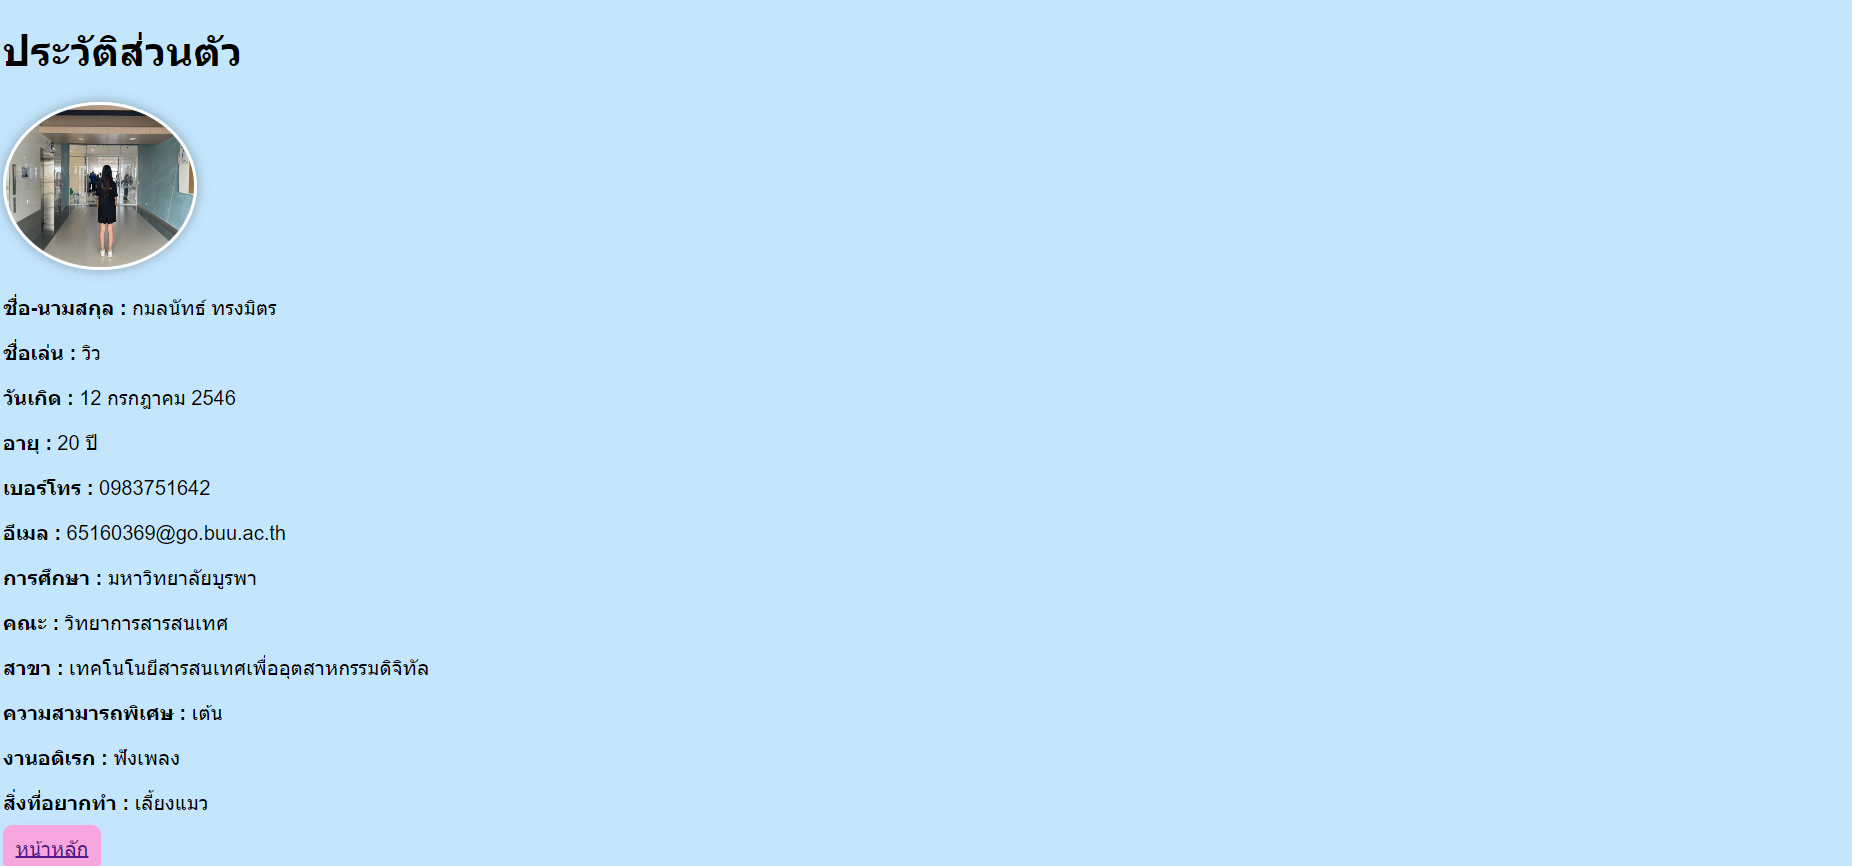 ประวัติส่วนตัว
ชื่อ-นามสกุล : กมลนัทธ์ ทรงมิตร
ชื่อเล่น : วิว
วันเกิด : 12 กรกฎาคม 2546
อายุ : 20 ปี
เบอร์โทร : 0983751642
อีเมล : 65160369@go.buu.ac.th
การศึกษา : มหาวิทยาลัยบูรพา
คณะ : วิทยาการสารสนเทศ
สาขา : เทคโนโนยีสารสนเทศเพื่ออุตสาหกรรมดิจิทัล
ความสามารถพิเศษ : เต้น
งานอดิเรก : ฟังเพลง
สิ่งที่อยากทำ : เลี้ยงแมว
หน้าหลัก